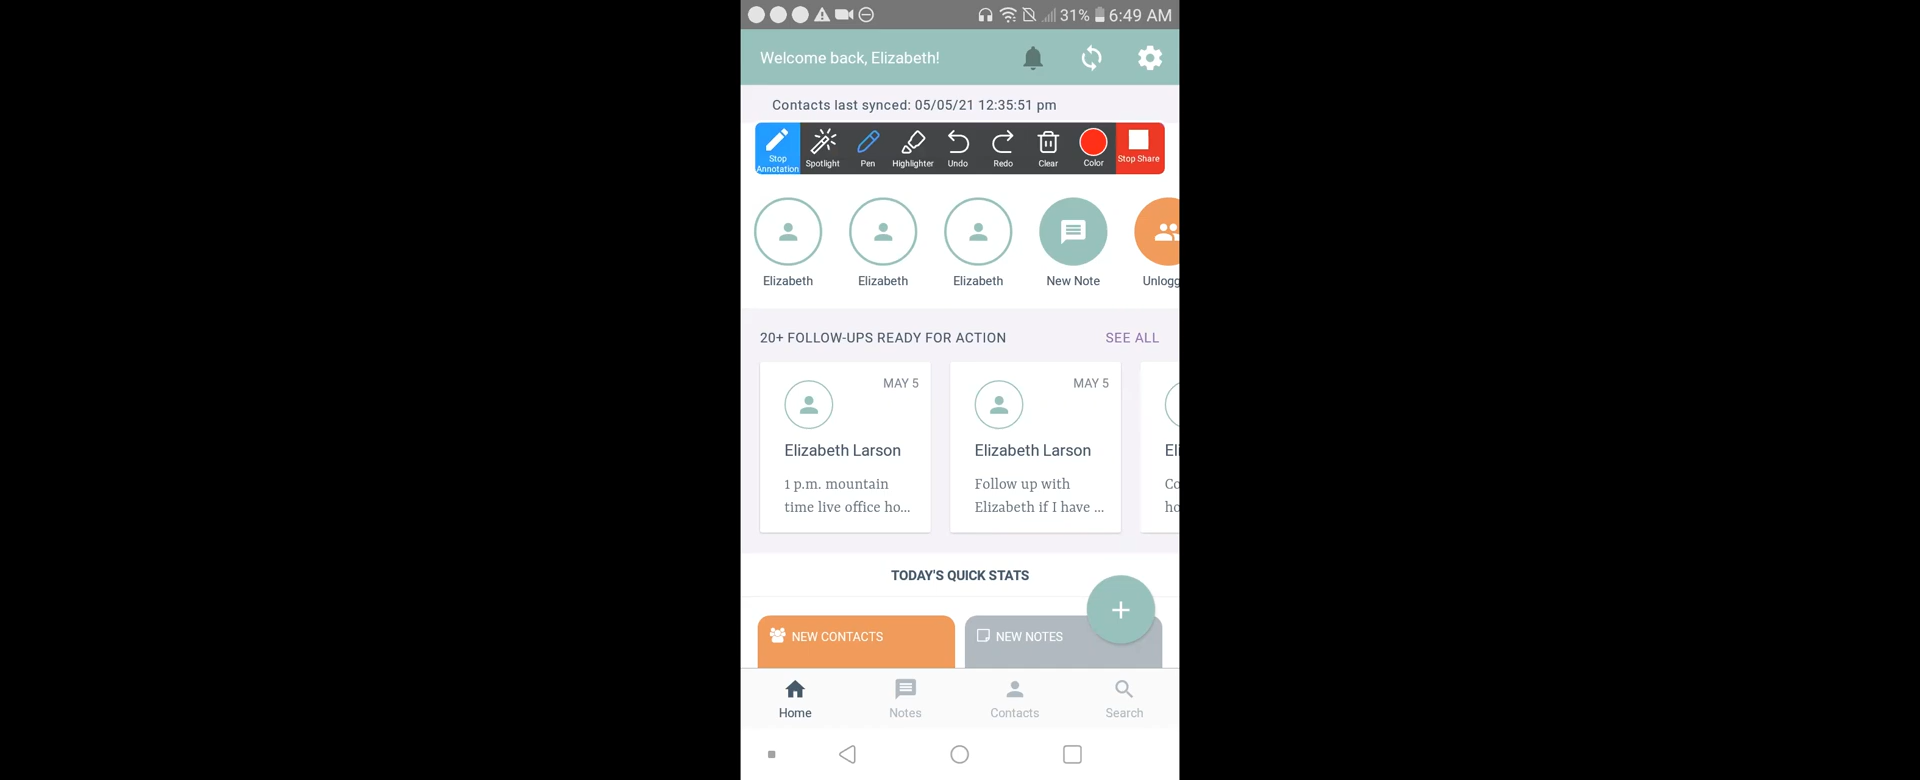 31% 6:49 AM
Welcome back, Elizabeth!
Contacts last synced: 05/05/21 12:35:51 pm
Stop Annotation Spotlight Pen Highlighter Undo Redo Clear Color Stop Share
Elizabeth Elizabeth Elizabeth New Note Unlogg
20+ FOLLOW-UPS READY FOR ACTION SEE ALL
MAY 5 MAY 5
Elizabeth Larson Elizabeth Larson Eli
1 p.m. mountain Follow up with Co
time live office ho... Elizabeth if I have ... ho
TODAY'S QUICK STATS
+
NEW CONTACTS NEW NOTES
Home Notes Contacts Search